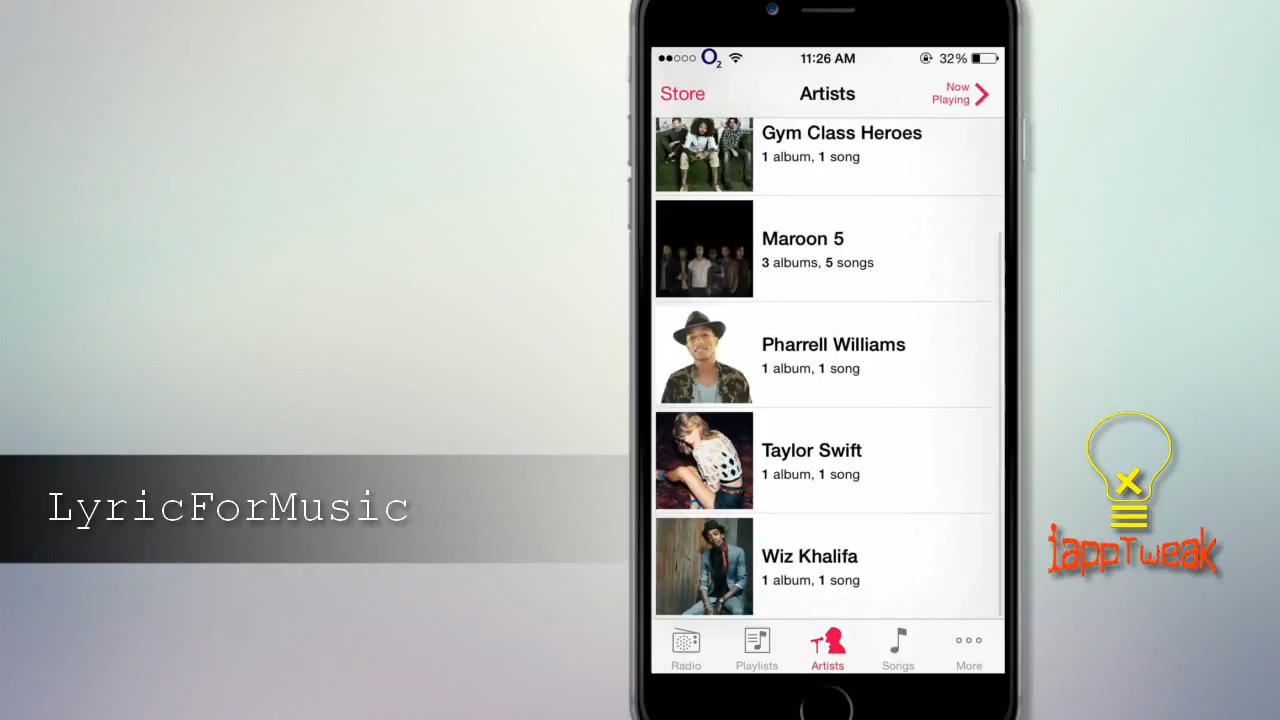 O2 11:26 AM 32%
Store Artists Now Playing
Gym Class Heroes
1 album, 1 song
Maroon 5
3 albums, 5 songs
Pharrell Williams
1 album, 1 song
Taylor Swift
1 album, 1 song
Wiz Khalifa
1 album, 1 song
Radio Playlists Artists Songs More
LyricForMusic
iappTweak